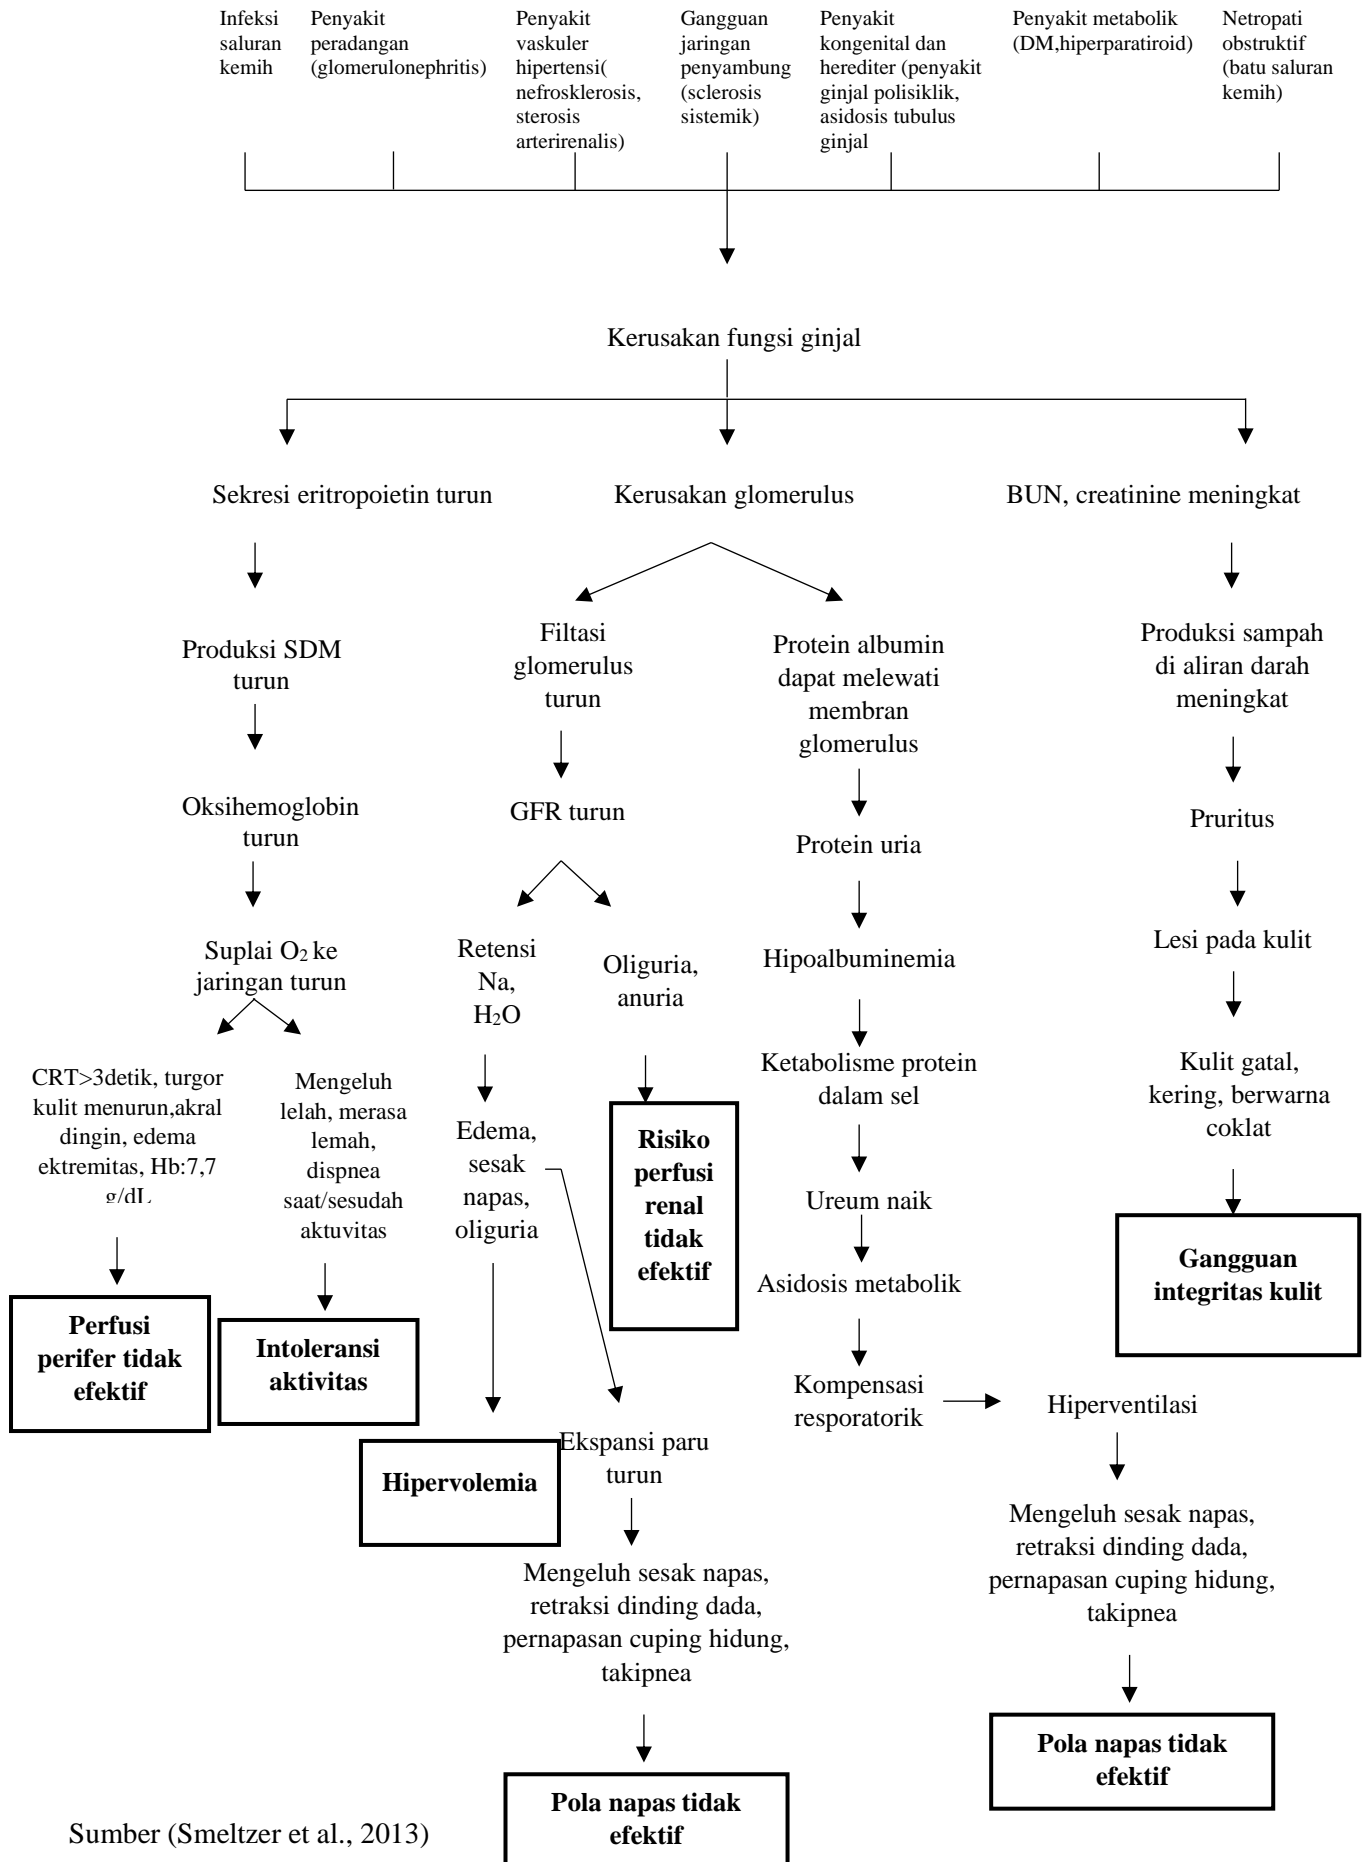 Infeksi
saluran
kemih
Penyakit
peradangan
(glomerulonephritis)
Penyakit
vaskuler
hipertensi(
nefrosklerosis,
sterosis
arterirenalis)
Gangguan
jaringan
penyambung
(sclerosis
sistemik)
Penyakit
kongenital dan
herediter (penyakit
ginjal polisiklik,
asidosis tubulus
ginjal
Penyakit metabolik
(DM,hiperparatiroid)
Netropati
obstruktif
(batu saluran
kemih)
Kerusakan fungsi ginjal
Sekresi eritropoietin turun
Kerusakan glomerulus
BUN, creatinine meningkat
Produksi SDM
turun
Filtasi
glomerulus
turun
Protein albumin
dapat melewati
membran
glomerulus
Produksi sampah
di aliran darah
meningkat
Oksihemoglobin
turun
GFR turun
Protein uria
Pruritus
Suplai O₂ ke
jaringan turun
Retensi
Na,
H₂O
Oliguria,
anuria
Hipoalbuminemia
Lesi pada kulit
CRT>3detik, turgor
kulit menurun,akral
dingin, edema
ektremitas, Hb:7,7
g/dL
Mengeluh
lelah, merasa
lemah,
dispnea
saat/sesudah
aktuvitas
Edema,
sesak
napas,
oliguria
Risiko
perfusi
renal
tidak
efektif
Ketabolisme protein
dalam sel
Kulit gatal,
kering, berwarna
coklat
Ureum naik
Asidosis metabolik
Gangguan
integritas kulit
Perfusi
perifer tidak
efektif
Intoleransi
aktivitas
Kompensasi
resporatorik
Hiperventilasi
Hipervolemia
Ekspansi paru
turun
Mengeluh sesak napas,
retraksi dinding dada,
pernapasan cuping hidung,
takipnea
Mengeluh sesak napas,
retraksi dinding dada,
pernapasan cuping hidung,
takipnea
Pola napas tidak
efektif
Pola napas tidak
efektif
Sumber (Smeltzer et al., 2013)